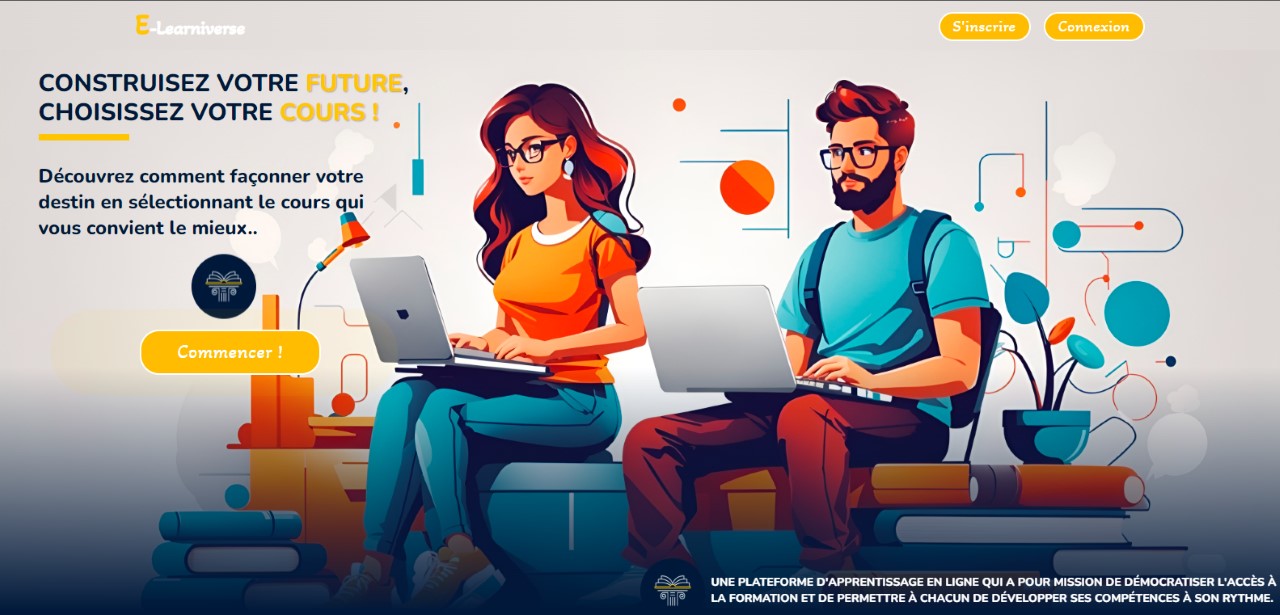 E-Learniverse
S'inscrire
Connexion
CONSTRUISEZ VOTRE FUTURE,
CHOISISSEZ VOTRE COURS !
Découvrez comment façonner votre
destin en sélectionnant le cours qui
vous convient le mieux..
Commencer !
UNE PLATEFORME D'APPRENTISSAGE EN LIGNE QUI A POUR MISSION DE DÉMOCRATISER L'ACCÈS À
LA FORMATION ET DE PERMETTRE À CHACUN DE DÉVELOPPER SES COMPÉTENCES À SON RYTHME.